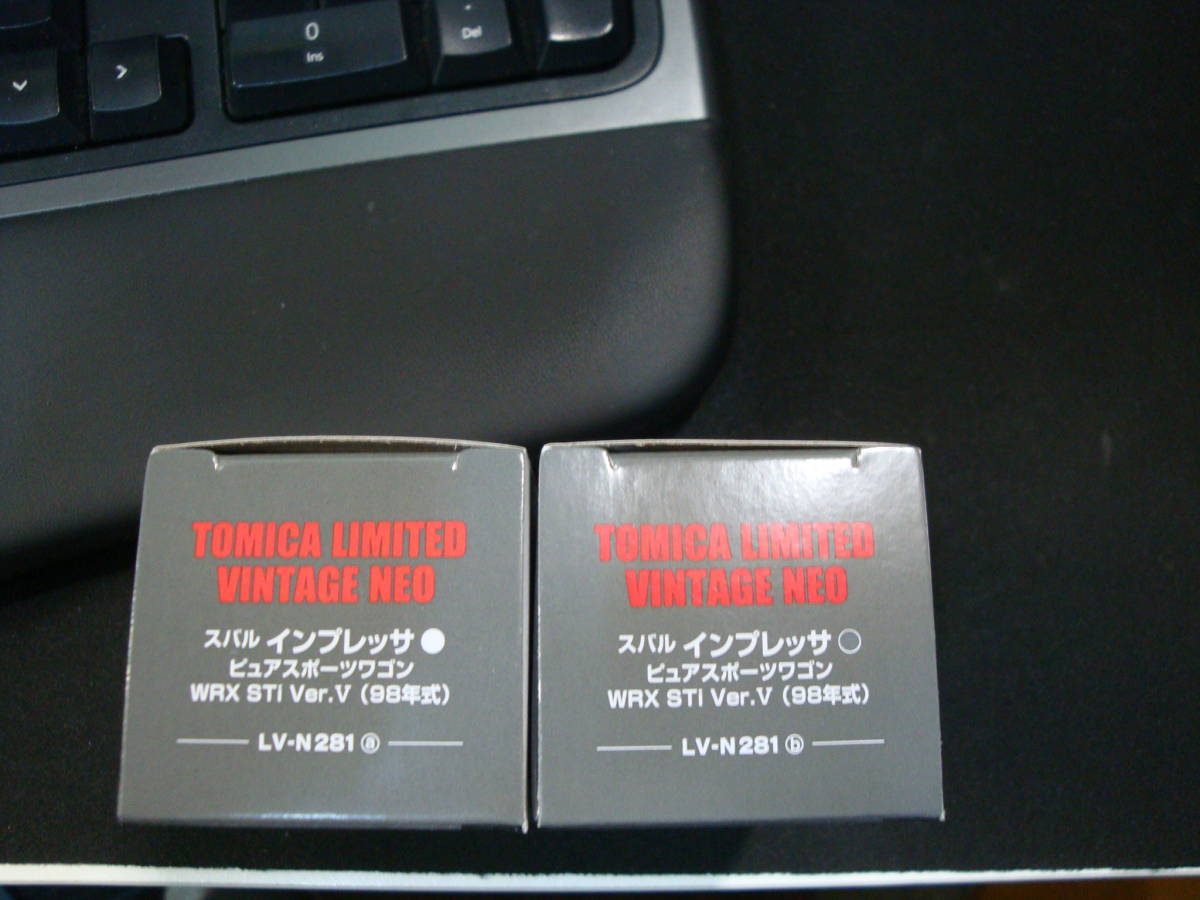 0
Ins
.
Del
TOMICA LIMITED
VINTAGE NEO
スバル インプレッサ●
ピュアスポーツワゴン
WRX STi Ver.V（98年式）
LV-N281 ⓐ
TOMICA LIMITED
VINTAGE NEO
スバル インプレッサ○
ピュアスポーツワゴン
WRX STi Ver.V（98年式）
LV-N281 ⓑ